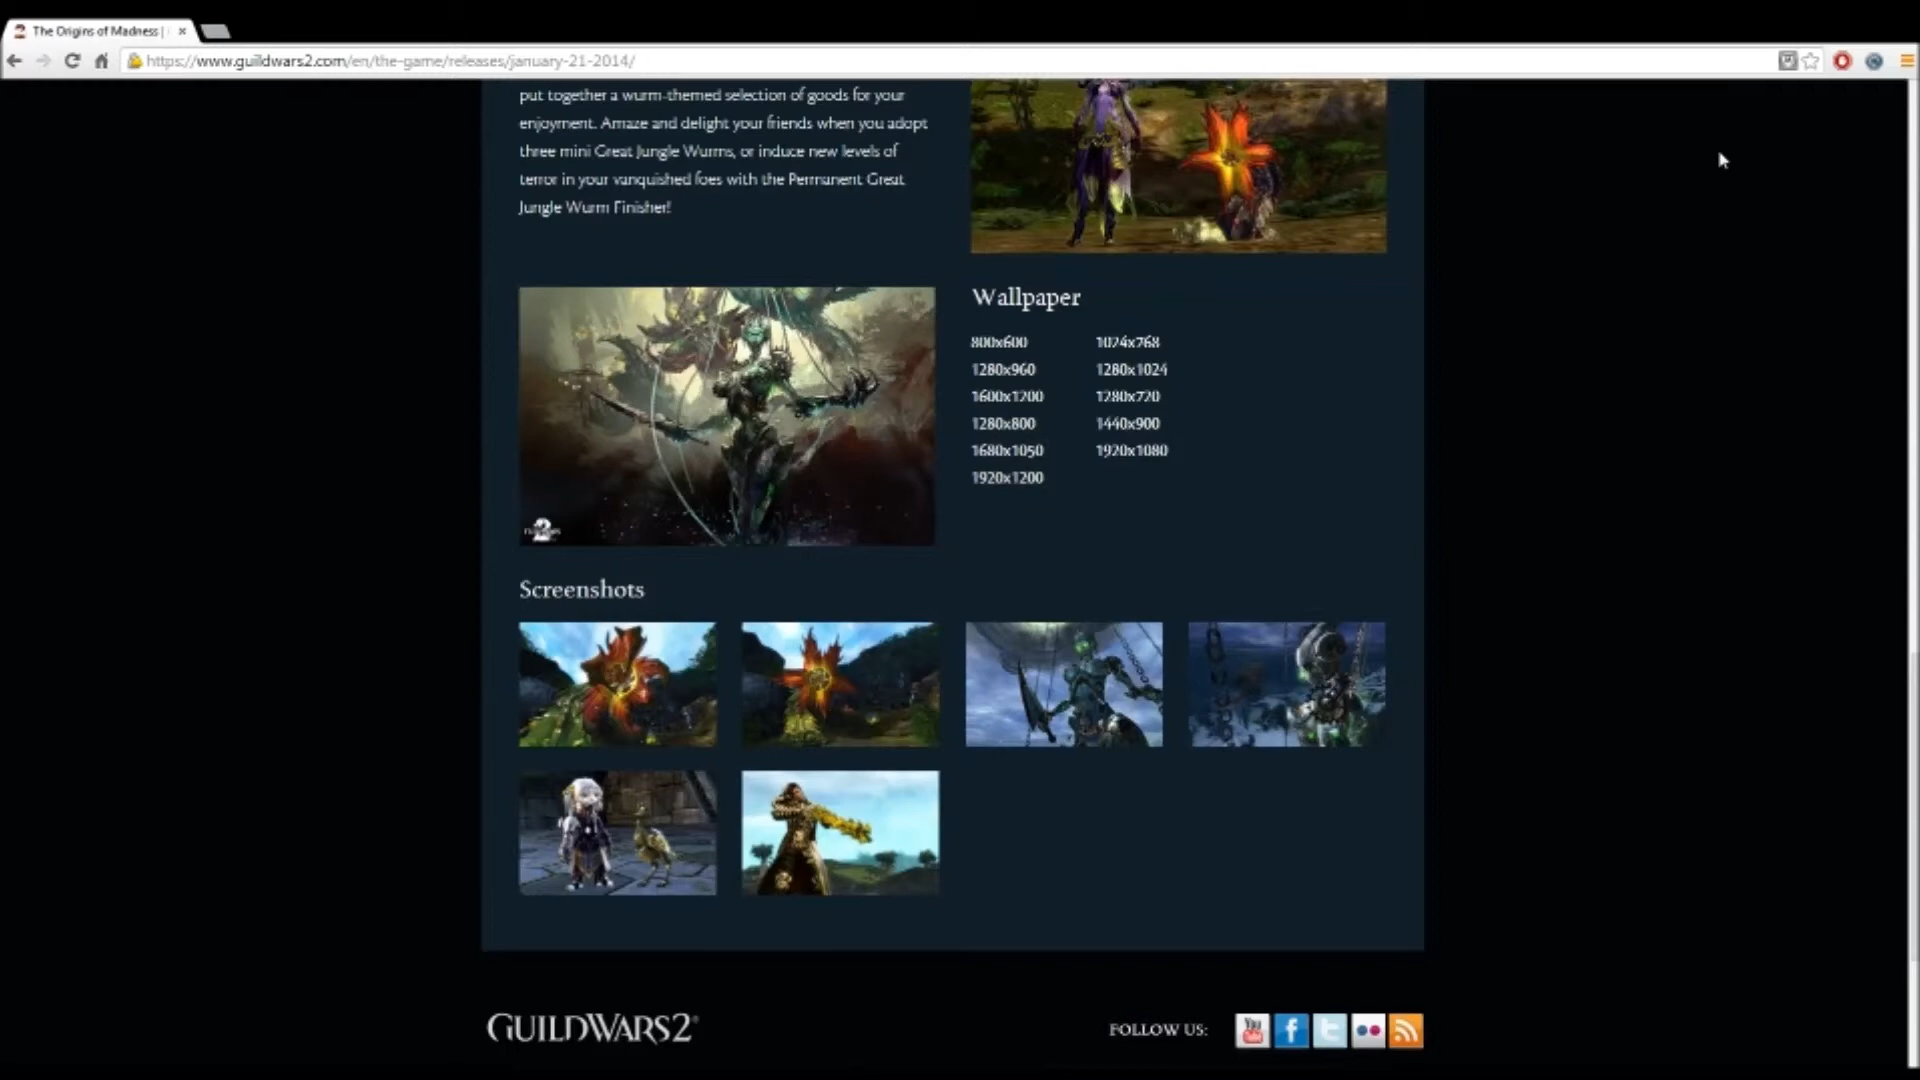 The Origins of Madness |
https://www.guildwars2.com/en/the-game/releases/january-21-2014/
put together a wurm-themed selection of goods for your
enjoyment. Amaze and delight your friends when you adopt
three mini Great Jungle Wurms, or induce new levels of
terror in your vanquished foes with the Permanent Great
Jungle Wurm Finisher!
Wallpaper
800x600 1024x768
1280x960 1280x1024
1600x1200 1280x720
1280x800 1440x900
1680x1050 1920x1080
1920x1200
Screenshots
GUILDWARS2
FOLLOW US:
You